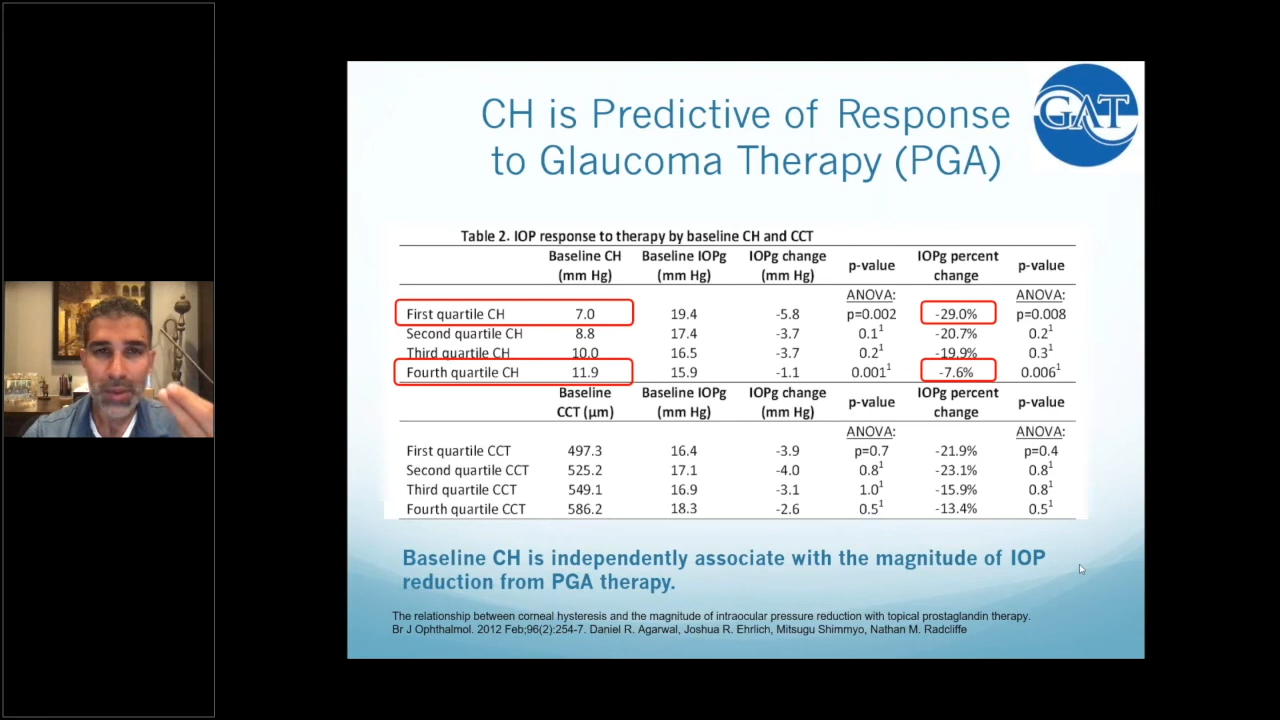 CH is Predictive of Response
to Glaucoma Therapy (PGA)
GAT
Table 2. IOP response to therapy by baseline CH and CCT
Baseline CH (mm Hg) Baseline IOPg (mm Hg) IOPg change (mm Hg) p-value IOPg percent change p-value
ANOVA: ANOVA:
First quartile CH 7.0 19.4 -5.8 p=0.002 -29.0% p=0.008
Second quartile CH 8.8 17.4 -3.7 0.1¹ -20.7% 0.2¹
Third quartile CH 10.0 16.5 -3.7 0.2¹ -19.9% 0.3¹
Fourth quartile CH 11.9 15.9 -1.1 0.001¹ -7.6% 0.006¹
Baseline CCT (µm) Baseline IOPg (mm Hg) IOPg change (mm Hg) p-value IOPg percent change p-value
ANOVA: ANOVA:
First quartile CCT 497.3 16.4 -3.9 p=0.7 -21.9% p=0.4
Second quartile CCT 525.2 17.1 -4.0 0.8¹ -23.1% 0.8¹
Third quartile CCT 549.1 16.9 -3.1 1.0¹ -15.9% 0.8¹
Fourth quartile CCT 586.2 18.3 -2.6 0.5¹ -13.4% 0.5¹
Baseline CH is independently associate with the magnitude of IOP
reduction from PGA therapy.
The relationship between corneal hysteresis and the magnitude of intraocular pressure reduction with topical prostaglandin therapy.
Br J Ophthalmol. 2012 Feb;96(2):254-7. Daniel R. Agarwal, Joshua R. Ehrlich, Mitsugu Shimmyo, Nathan M. Radcliffe